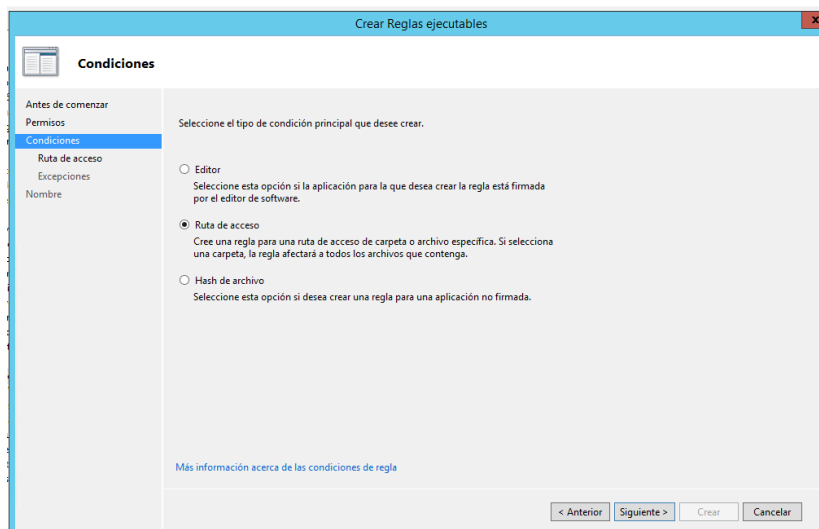 Crear Reglas ejecutables
x
Condiciones
Antes de comenzar
Permisos
Condiciones
Ruta de acceso
Excepciones
Nombre
Seleccione el tipo de condición principal que desee crear.
Editor
Seleccione esta opción si la aplicación para la que desea crear la regla está firmada
por el editor de software.
Ruta de acceso
Cree una regla para una ruta de acceso de carpeta o archivo específica. Si selecciona
una carpeta, la regla afectará a todos los archivos que contenga.
Hash de archivo
Seleccione esta opción si desea crear una regla para una aplicación no firmada.
Más información acerca de las condiciones de regla
< Anterior
Siguiente >
Crear
Cancelar